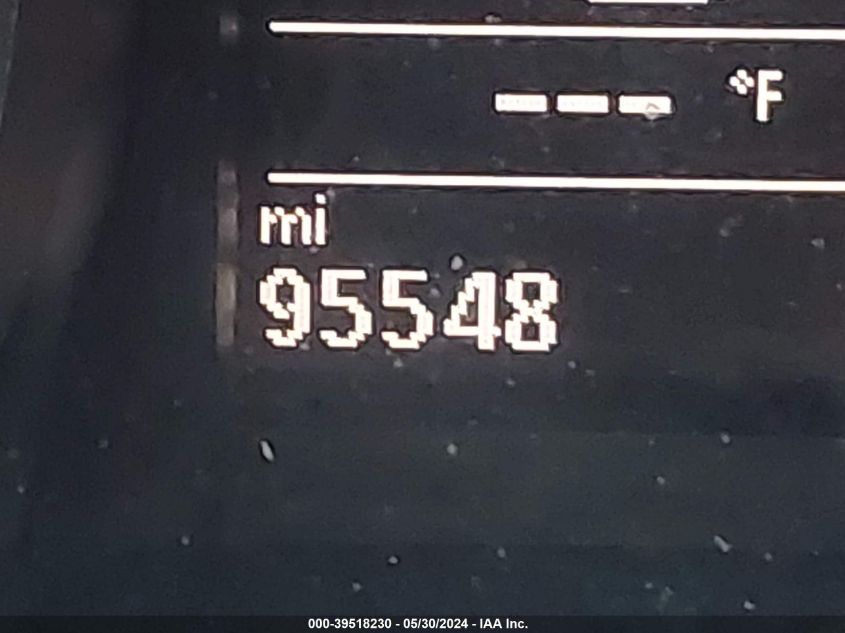 --- °F
mi
95548
000-39518230 - 05/30/2024 - IAA Inc.